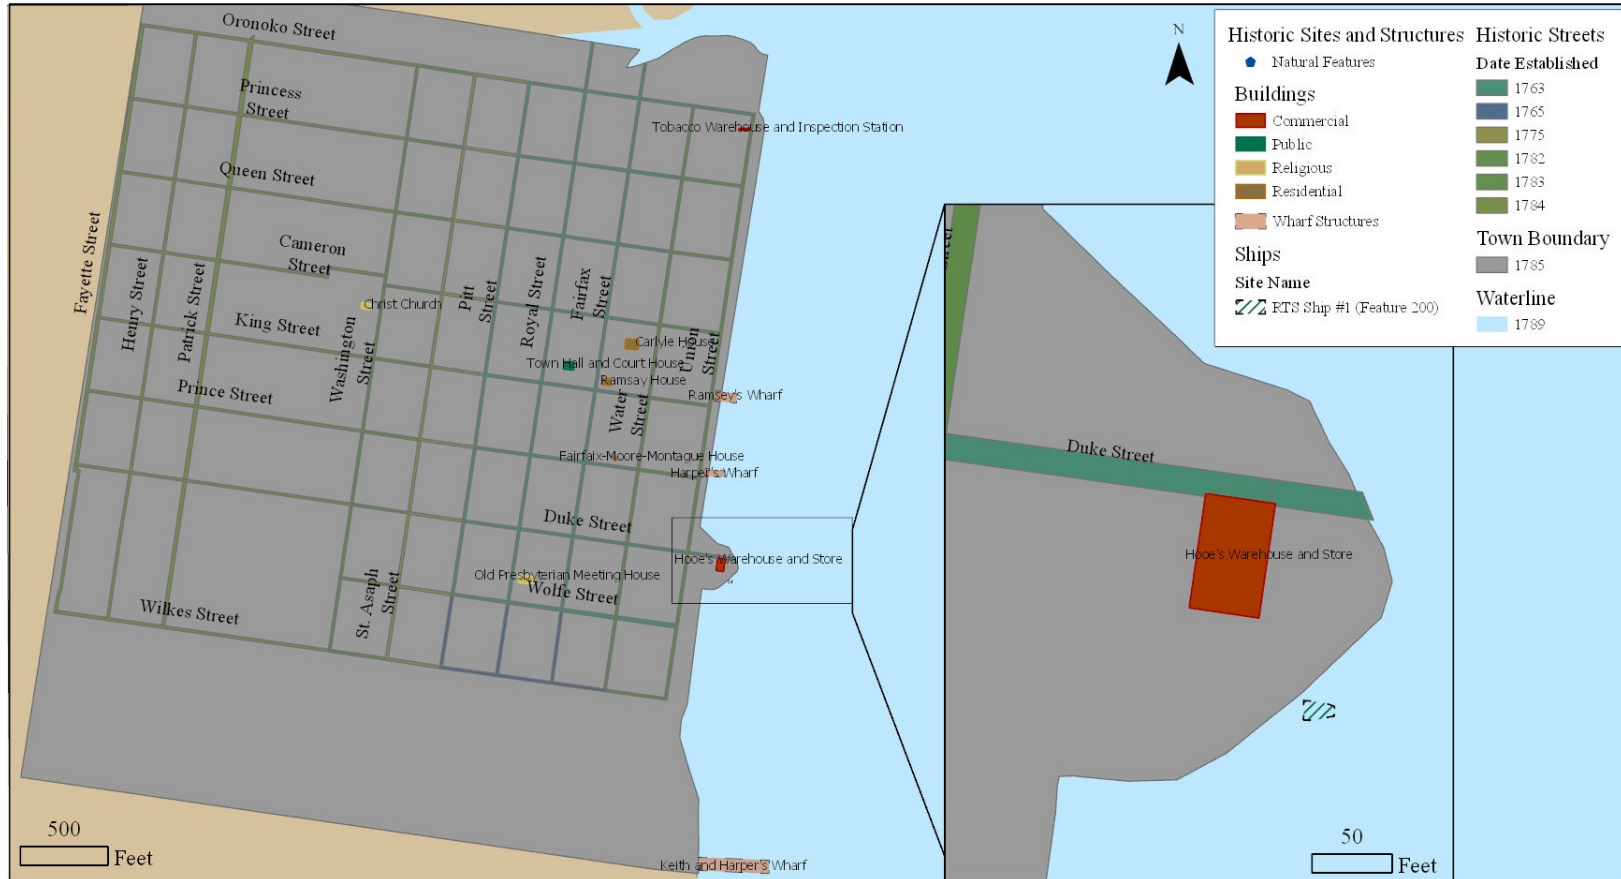 Oronoko Street
Princess
Street
Queen Street
Cameron
Street
King Street
Prince Street
Wilkes Street
Fayette Street
Henry Street
Patrick Street
Washington
Street
St. Asaph
Street
Pitt
Street
Royal Street
Fairfax
Street
Water
Street
Union
Street
Duke Street
Wolfe Street
Tobacco Warehouse and Inspection Station
Christ Church
Carlyle House
Town Hall and Court House
Ramsay House
Ramsey's Wharf
Fairfaix-Moore-Montague House
Harper's Wharf
Hooe's Warehouse and Store
Old Presbyterian Meeting House
Keith and Harper's Wharf
500
Feet
N
Street
Duke Street
Hooe's Warehouse and Store
50
Feet
Historic Sites and Structures
Natural Features
Buildings
Commercial
Public
Religious
Residential
Wharf Structures
Ships
Site Name
RTS Ship #1 (Feature 200)
Historic Streets
Date Established
1763
1765
1775
1782
1783
1784
Town Boundary
1785
Waterline
1789